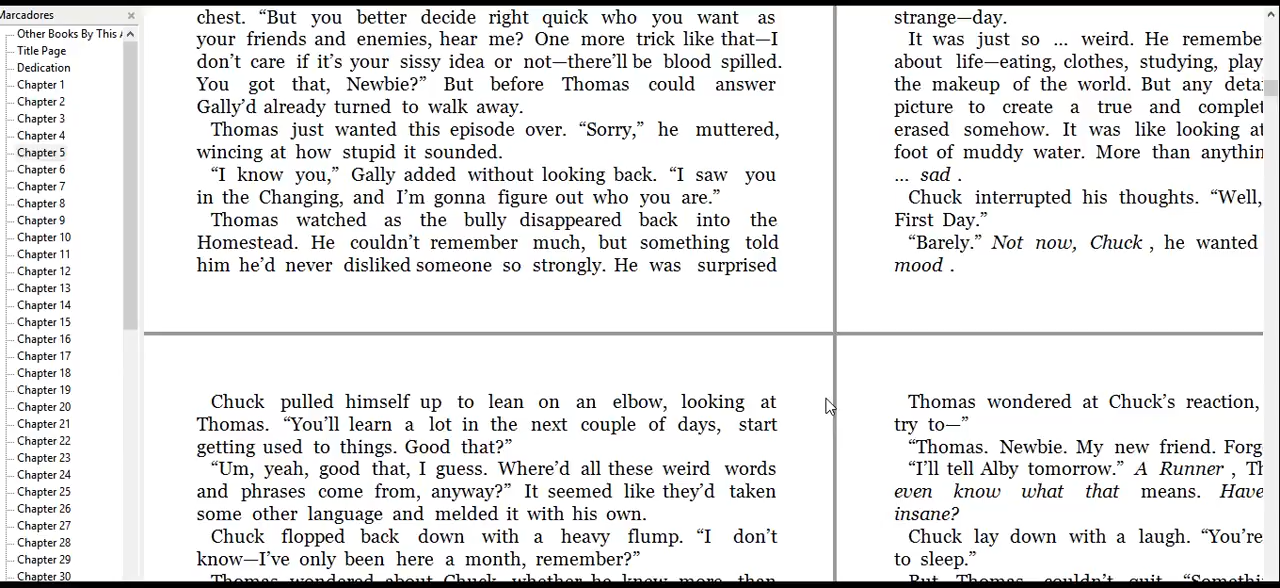 Marcadores
Other Books By This A
Title Page
Dedication
Chapter 1
Chapter 2
Chapter 3
Chapter 4
Chapter 5
Chapter 6
Chapter 7
Chapter 8
Chapter 9
Chapter 10
Chapter 11
Chapter 12
Chapter 13
Chapter 14
Chapter 15
Chapter 16
Chapter 17
Chapter 18
Chapter 19
Chapter 20
Chapter 21
Chapter 22
Chapter 23
Chapter 24
Chapter 25
Chapter 26
Chapter 27
Chapter 28
Chapter 29
Chapter 30
chest. “But you better decide right quick who you want as
your friends and enemies, hear me? One more trick like that—I
don’t care if it’s your sissy idea or not—there’ll be blood spilled.
You got that, Newbie?” But before Thomas could answer
Gally’d already turned to walk away.
Thomas just wanted this episode over. “Sorry,” he muttered,
wincing at how stupid it sounded.
“I know you,” Gally added without looking back. “I saw you
in the Changing, and I’m gonna figure out who you are.”
Thomas watched as the bully disappeared back into the
Homestead. He couldn’t remember much, but something told
him he’d never disliked someone so strongly. He was surprised
strange—day.
It was just so ... weird. He remembe
about life—eating, clothes, studying, play
the makeup of the world. But any detai
picture to create a true and complet
erased somehow. It was like looking at
foot of muddy water. More than anythin
... sad .
Chuck interrupted his thoughts. “Well,
First Day.”
“Barely.” Not now, Chuck , he wanted
mood .
Chuck pulled himself up to lean on an elbow, looking at
Thomas. “You’ll learn a lot in the next couple of days, start
getting used to things. Good that?”
“Um, yeah, good that, I guess. Where’d all these weird words
and phrases come from, anyway?” It seemed like they’d taken
some other language and melded it with his own.
Chuck flopped back down with a heavy flump. “I don’t
know—I’ve only been here a month, remember?”
Thomas wondered about Chuck, whether he knew more than
Thomas wondered at Chuck’s reaction,
try to—”
“Thomas. Newbie. My new friend. Forg
“I’ll tell Alby tomorrow.” A Runner , Th
even know what that means. Have
insane?
Chuck lay down with a laugh. “You’re
to sleep.”
But Thomas couldn’t quit. “Somethi